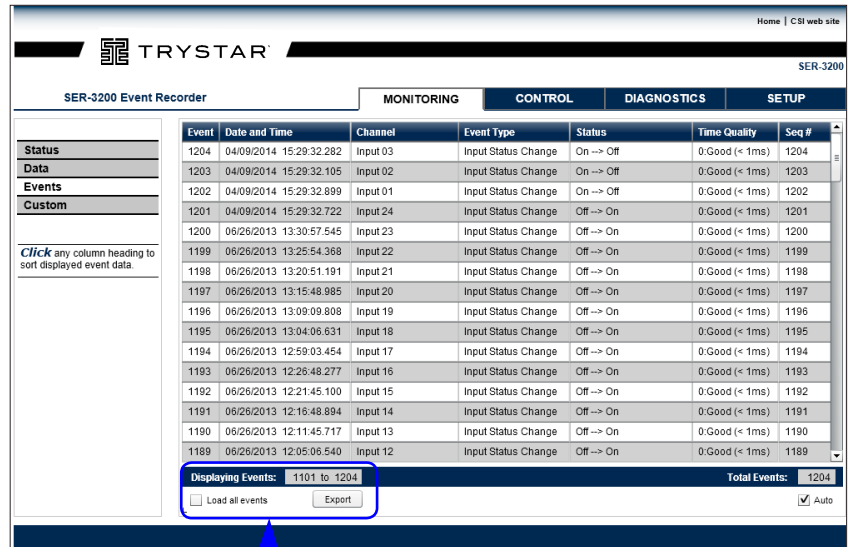 Home | CSI web site
TRYSTAR
SER-3200
SER-3200 Event Recorder MONITORING CONTROL DIAGNOSTICS SETUP
Status
Data
Events
Custom
Click any column heading to
sort displayed event data.
Event Date and Time Channel Event Type Status Time Quality Seq #
1204 04/09/2014 15:29:32.282 Input 03 Input Status Change On --> Off 0:Good (< 1ms) 1204
1203 04/09/2014 15:29:32.105 Input 02 Input Status Change On --> Off 0:Good (< 1ms) 1203
1202 04/09/2014 15:29:32.899 Input 01 Input Status Change On --> Off 0:Good (< 1ms) 1202
1201 04/09/2014 15:29:32.722 Input 24 Input Status Change Off --> On 0:Good (< 1ms) 1201
1200 06/26/2013 13:30:57.545 Input 23 Input Status Change Off --> On 0:Good (< 1ms) 1200
1199 06/26/2013 13:25:54.368 Input 22 Input Status Change Off --> On 0:Good (< 1ms) 1199
1198 06/26/2013 13:20:51.191 Input 21 Input Status Change Off --> On 0:Good (< 1ms) 1198
1197 06/26/2013 13:15:48.985 Input 20 Input Status Change Off --> On 0:Good (< 1ms) 1197
1196 06/26/2013 13:09:09.808 Input 19 Input Status Change Off --> On 0:Good (< 1ms) 1196
1195 06/26/2013 13:04:06.631 Input 18 Input Status Change Off --> On 0:Good (< 1ms) 1195
1194 06/26/2013 12:59:03.454 Input 17 Input Status Change Off --> On 0:Good (< 1ms) 1194
1193 06/26/2013 12:26:48.277 Input 16 Input Status Change Off --> On 0:Good (< 1ms) 1193
1192 06/26/2013 12:21:45.100 Input 15 Input Status Change Off --> On 0:Good (< 1ms) 1192
1191 06/26/2013 12:16:48.894 Input 14 Input Status Change Off --> On 0:Good (< 1ms) 1191
1190 06/26/2013 12:11:45.717 Input 13 Input Status Change Off --> On 0:Good (< 1ms) 1190
1189 06/26/2013 12:05:06.540 Input 12 Input Status Change Off --> On 0:Good (< 1ms) 1189
Displaying Events: 1101 to 1204 Total Events: 1204
Load all events Export Auto